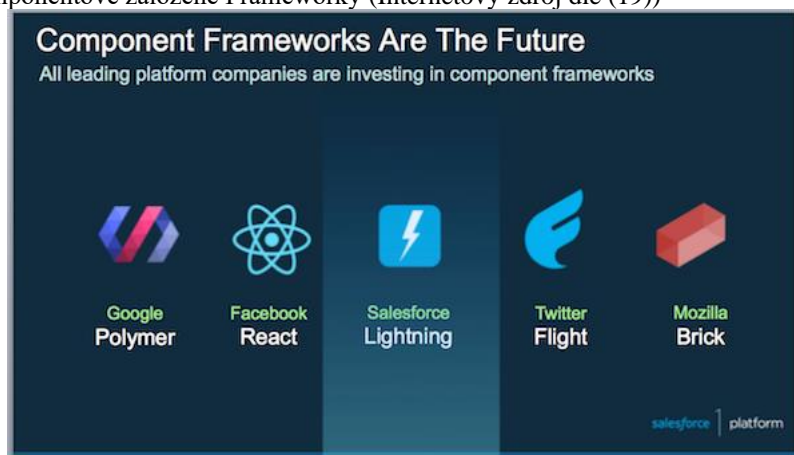 založené Frameworky (Internetový zdroj dle (19))
Component Frameworks Are The Future
All leading platform companies are investing in component frameworks
Google
Polymer
Facebook
React
Salesforce
Lightning
Twitter
Flight
Mozilla
Brick
salesforce1 platform